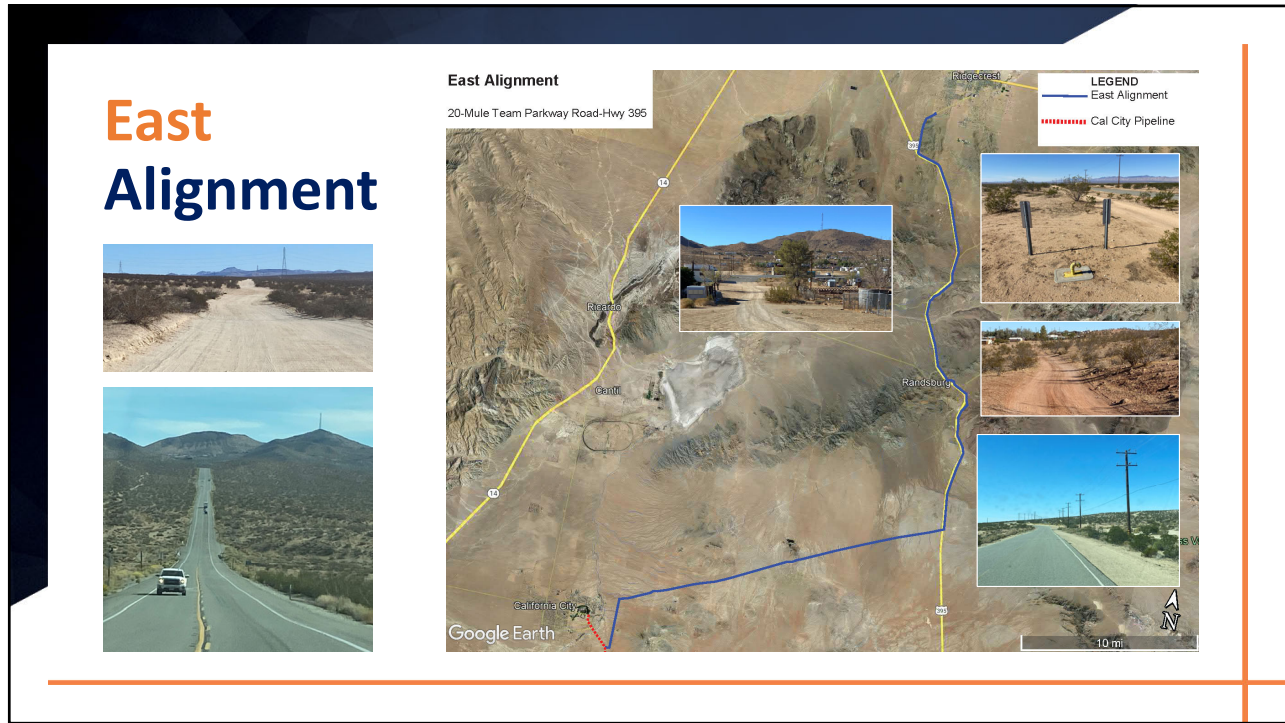 East
Alignment
East Alignment
20-Mule Team Parkway Road-Hwy 395
LEGEND
East Alignment
Cal City Pipeline
Ridgecrest
395
14
Ricardo
Cantil
Randsburg
14
California City
395
Google Earth
N
10 mi